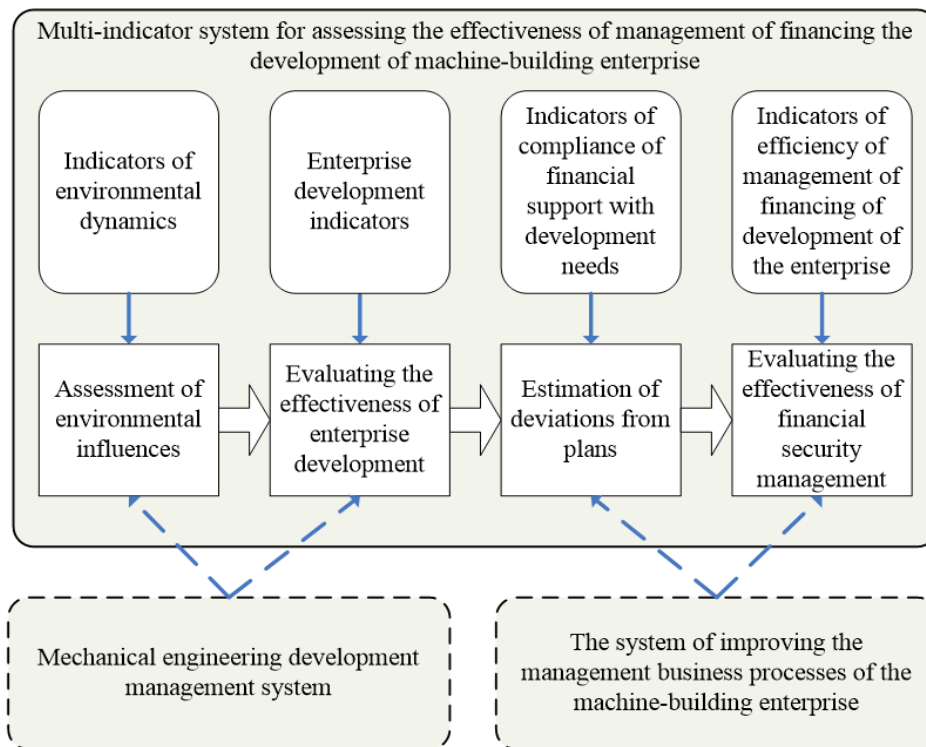 Multi-indicator system for assessing the effectiveness of management of financing the
development of machine-building enterprise
Indicators of
environmental
dynamics
Enterprise
development
indicators
Indicators of
compliance of
financial
support with
development
needs
Indicators of
efficiency of
management of
financing of
development of
the enterprise
Assessment of
environmental
influences
Evaluating the
effectiveness of
enterprise
development
Estimation of
deviations from
plans
Evaluating the
effectiveness of
financial
security
management
Mechanical engineering development
management system
The system of improving the
management business processes of the
machine-building enterprise